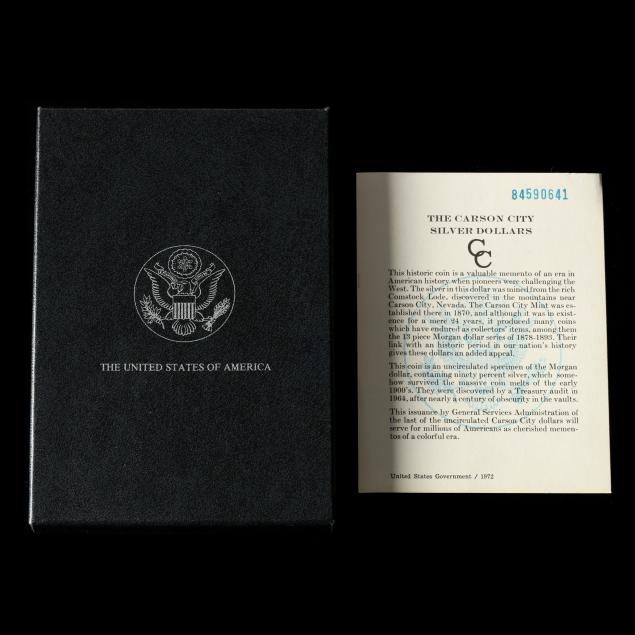 THE UNITED STATES OF AMERICA
84590641
THE CARSON CITY
SILVER DOLLARS
CC
This historic coin is a valuable memento of an era in
American history when pioneers were challenging the
West. The silver in this dollar was mined from the rich
Comstock Lode, discovered in the mountains near
Carson City, Nevada. The Carson City Mint was es-
tablished there in 1870, and although it was in exist-
ence for a mere 24 years, it produced many coins
which have endured as collectors' items, among them
the 13 piece Morgan dollar series of 1878-1893. Their
link with an historic period in our nation's history
gives these dollars an added appeal.
This coin is an uncirculated specimen of the Morgan
dollar, containing ninety percent silver, which some-
how survived the massive coin melts of the early
1900's. They were discovered by a Treasury audit in
1964, after nearly a century of obscurity in the vaults.
This issuance by General Services Administration of
the last of the uncirculated Carson City dollars will
serve for millions of Americans as cherished memen-
tos of a colorful era.
United States Government / 1972